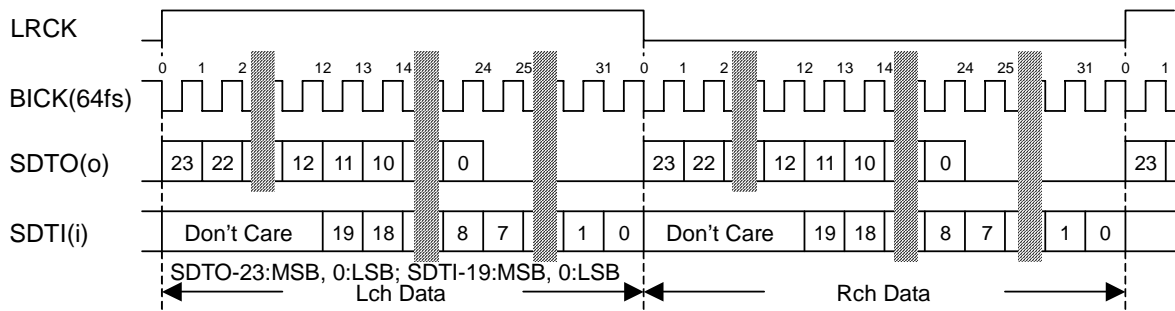 LRCK
0 1 2 12 13 14 24 25 31 0 1 2 12 13 14 24 25 31 0 1
BICK(64fs)
SDTO(o) 23 22 12 11 10 0 23 22 12 11 10 0 23
SDTI(i) Don't Care 19 18 8 7 1 0 Don't Care 19 18 8 7 1 0
SDTO-23:MSB, 0:LSB; SDTI-19:MSB, 0:LSB
Lch Data Rch Data